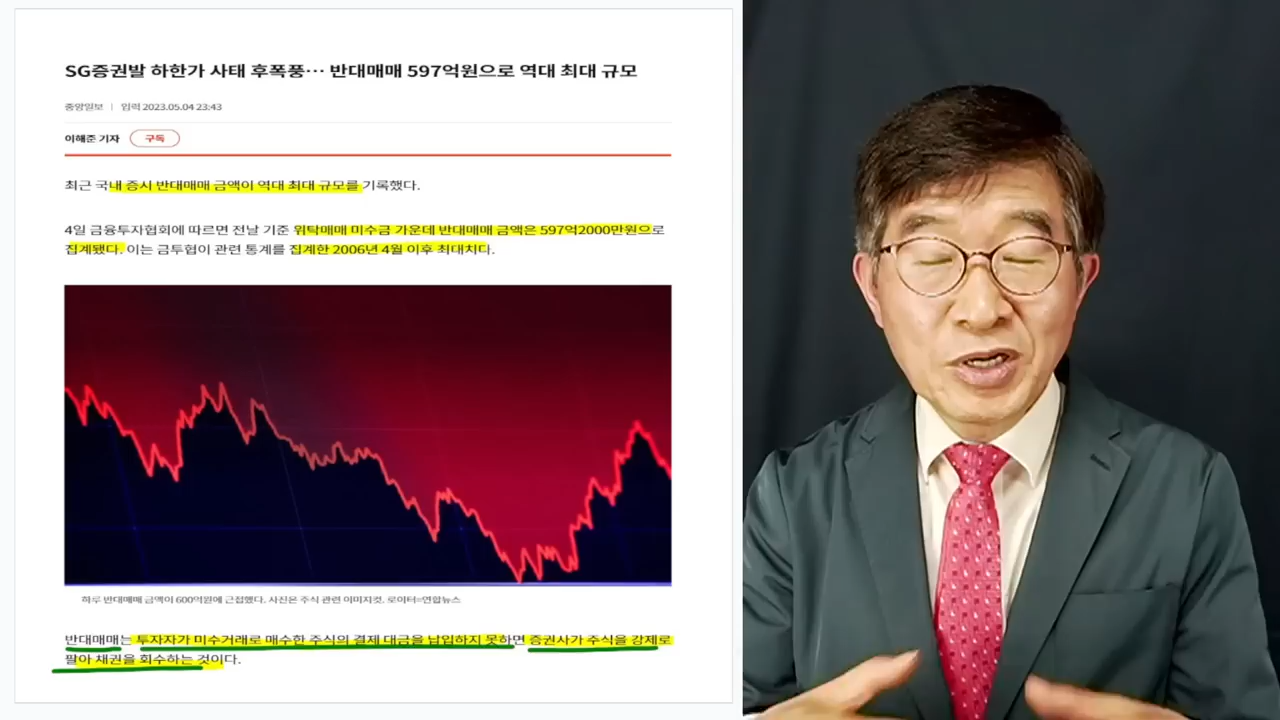 SG증권발 하한가 사태 후폭풍… 반대매매 597억원으로 역대 최대 규모
중앙일보 | 입력 2023.05.04 23:43
이해준 기자 구독
최근 국내 증시 반대매매 금액이 역대 최대 규모를 기록했다.
4일 금융투자협회에 따르면 전날 기준 위탁매매 미수금 가운데 반대매매 금액은 597억2000만원으로
집계됐다. 이는 금투협이 관련 통계를 집계한 2006년 4월 이후 최대치다.
하루 반대매매 금액이 600억원에 근접했다. 사진은 주식 관련 이미지컷. 로이터=연합뉴스
반대매매는 투자자가 미수거래로 매수한 주식의 결제 대금을 납입하지 못하면 증권사가 주식을 강제로
팔아 채권을 회수하는 것이다.